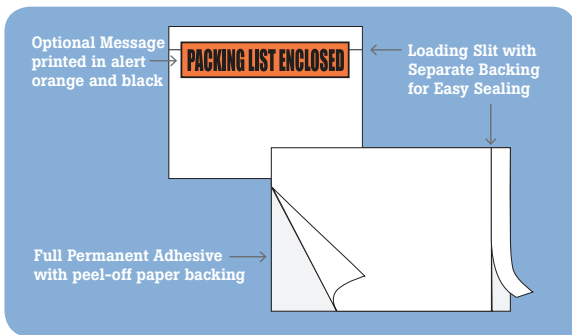 Optional Message
printed in alert
orange and black
PACKING LIST ENCLOSED
Loading Slit with
Separate Backing
for Easy Sealing
Full Permanent Adhesive
with peel-off paper backing